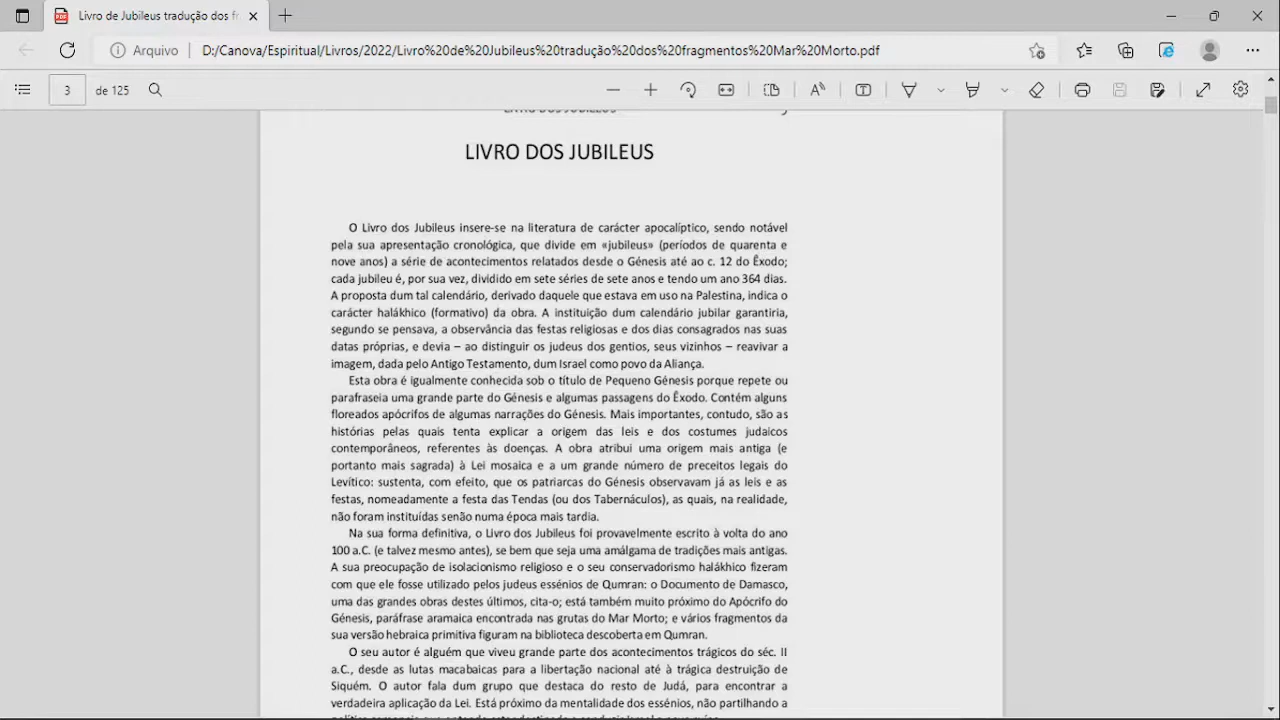 Livro de Jubileus tradução dos fr
Arquivo
D:/Canova/Espiritual/Livros/2022/Livro%20de%20Jubileus%20tradução%20dos%20fragmentos%20Mar%20Morto.pdf
3 de 125
LIVRO DOS JUBILEUS
O Livro dos Jubileus insere-se na literatura de carácter apocalíptico, sendo notável
pela sua apresentação cronológica, que divide em «jubileus» (períodos de quarenta e
nove anos) a série de acontecimentos relatados desde o Génesis até ao c. 12 do Êxodo;
cada jubileu é, por sua vez, dividido em sete séries de sete anos e tendo um ano 364 dias.
A proposta dum tal calendário, derivado daquele que estava em uso na Palestina, indica o
carácter halákhico (formativo) da obra. A instituição dum calendário jubilar garantiria,
segundo se pensava, a observância das festas religiosas e dos dias consagrados nas suas
datas próprias, e devia – ao distinguir os judeus dos gentios, seus vizinhos – reavivar a
imagem, dada pelo Antigo Testamento, dum Israel como povo da Aliança.
Esta obra é igualmente conhecida sob o título de Pequeno Génesis porque repete ou
parafraseia uma grande parte do Génesis e algumas passagens do Êxodo. Contém alguns
floreados apócrifos de algumas narrações do Génesis. Mais importantes, contudo, são as
histórias pelas quais tenta explicar a origem das leis e dos costumes judaicos
contemporâneos, referentes às doenças. A obra atribui uma origem mais antiga (e
portanto mais sagrada) à Lei mosaica e a um grande número de preceitos legais do
Levítico: sustenta, com efeito, que os patriarcas do Génesis observavam já as leis e as
festas, nomeadamente a festa das Tendas (ou dos Tabernáculos), as quais, na realidade,
não foram instituídas senão numa época mais tardia.
Na sua forma definitiva, o Livro dos Jubileus foi provavelmente escrito à volta do ano
100 a.C. (e talvez mesmo antes), se bem que seja uma amálgama de tradições mais antigas.
A sua preocupação de isolacionismo religioso e o seu conservadorismo halákhico fizeram
com que ele fosse utilizado pelos judeus essénios de Qumran: o Documento de Damasco,
uma das grandes obras destes últimos, cita-o; está também muito próximo do Apócrifo do
Génesis, paráfrase aramaica encontrada nas grutas do Mar Morto; e vários fragmentos da
sua versão hebraica primitiva figuram na biblioteca descoberta em Qumran.
O seu autor é alguém que viveu grande parte dos acontecimentos trágicos do séc. II
a.C., desde as lutas macabaicas para a libertação nacional até à trágica destruição de
Siquém. O autor fala dum grupo que destaca do resto de Judá, para encontrar a
verdadeira aplicação da Lei. Está próximo da mentalidade dos essénios, não partilhando a